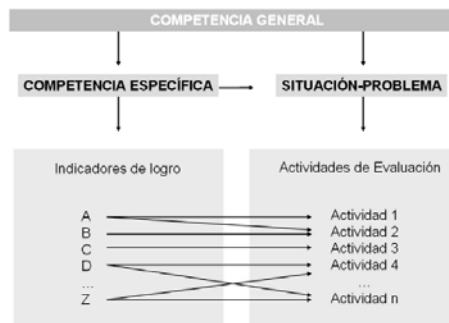 COMPETENCIA GENERAL
COMPETENCIA ESPECÍFICA
SITUACIÓN-PROBLEMA
Indicadores de logro
Actividades de Evaluación
A
Actividad 1
B
Actividad 2
C
Actividad 3
D
Actividad 4
...
...
Z
Actividad n